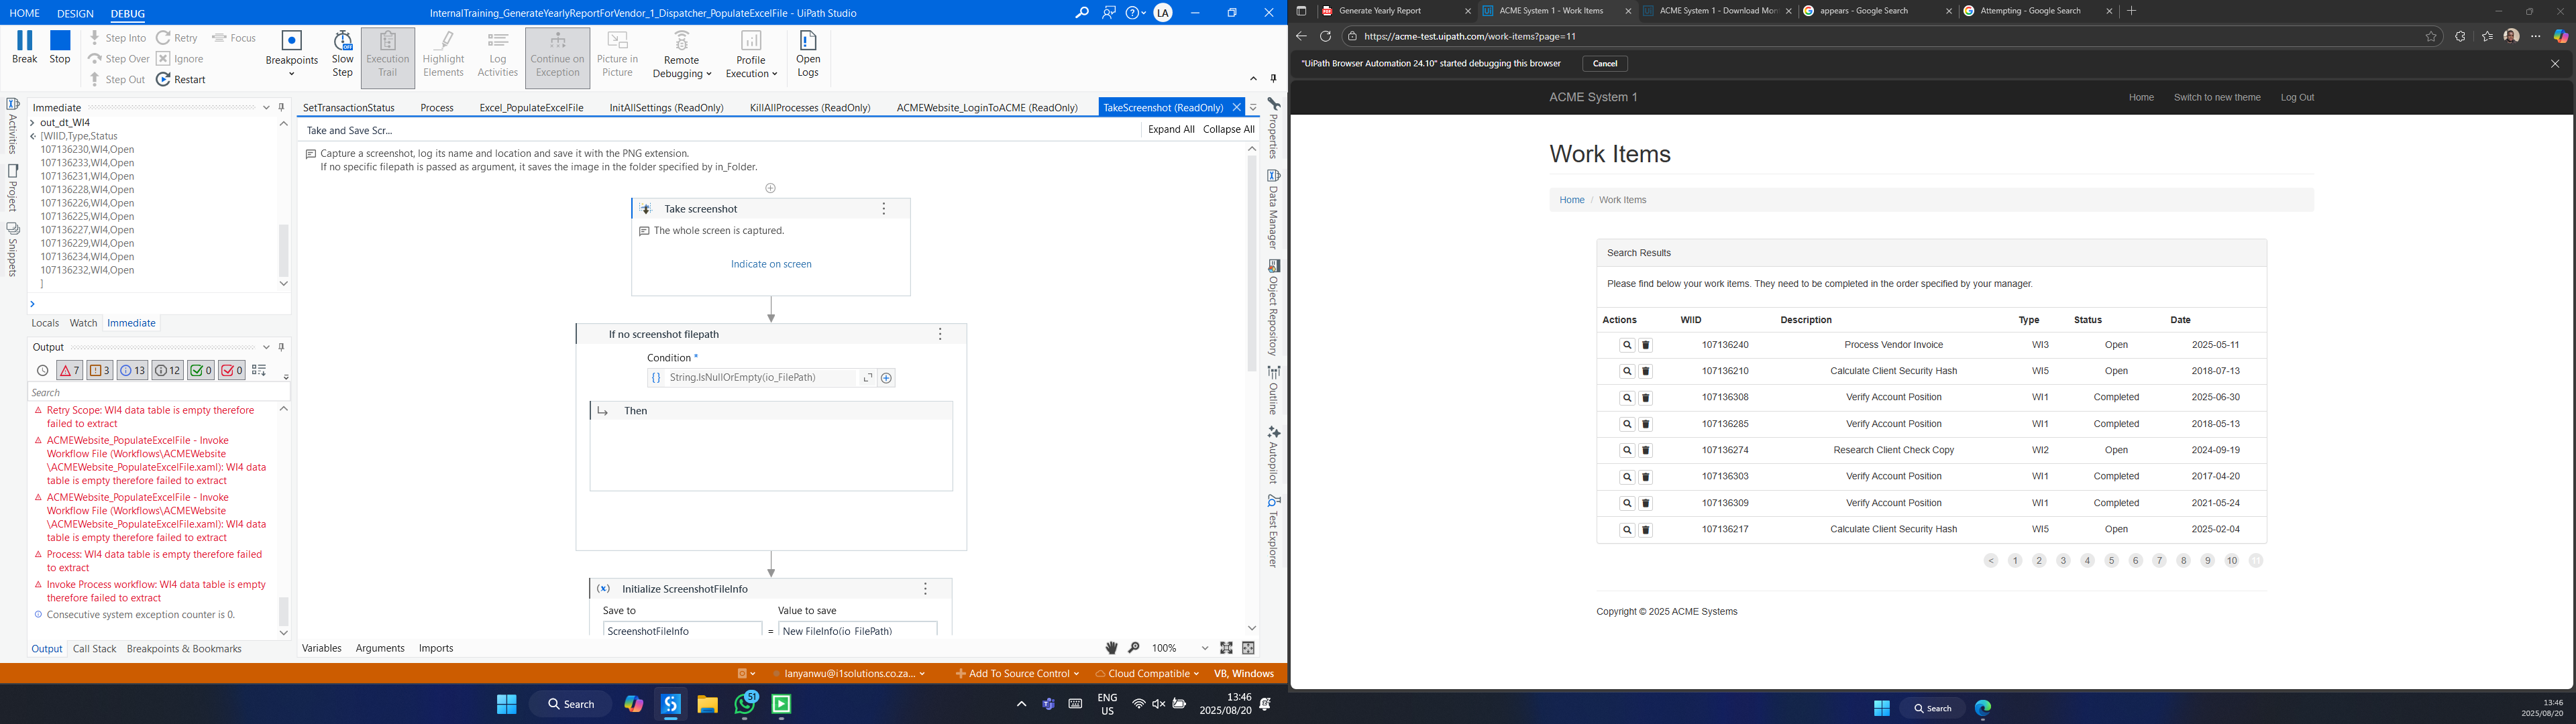 HOME DESIGN DEBUG
InternalTraining_GenerateYearlyReportForVendor_1_Dispatcher_PopulateExcelFile - UiPath Studio
LA
Break
Stop
Step Into
Step Over
Step Out
Retry
Ignore
Restart
Focus
Breakpoints
Slow
Step
Execution
Trail
Highlight
Elements
Log
Activities
Continue on
Exception
Picture in
Picture
Remote
Debugging
Profile
Execution
Open
Logs
Activities
Project
Snippets
Immediate
out_dt_WI4
[WIID,Type,Status
107136230,WI4,Open
107136233,WI4,Open
107136231,WI4,Open
107136228,WI4,Open
107136226,WI4,Open
107136225,WI4,Open
107136227,WI4,Open
107136229,WI4,Open
107136234,WI4,Open
107136232,WI4,Open
]
Locals Watch Immediate
Output
7 3 13 12 0 0
Search
Retry Scope: WI4 data table is empty therefore
failed to extract
ACMEWebsite_PopulateExcelFile - Invoke
Workflow File (Workflows\ACMEWebsite
\ACMEWebsite_PopulateExcelFile.xaml): WI4 data
table is empty therefore failed to extract
ACMEWebsite_PopulateExcelFile - Invoke
Workflow File (Workflows\ACMEWebsite
\ACMEWebsite_PopulateExcelFile.xaml): WI4 data
table is empty therefore failed to extract
Process: WI4 data table is empty therefore failed
to extract
Invoke Process workflow: WI4 data table is empty
therefore failed to extract
Consecutive system exception counter is 0.
Output Call Stack Breakpoints & Bookmarks
SetTransactionStatus Process Excel_PopulateExcelFile InitAllSettings (ReadOnly) KillAllProcesses (ReadOnly) ACMEWebsite_LoginToACME (ReadOnly) TakeScreenshot (ReadOnly)
Take and Save Scr...
Expand All Collapse All
Capture a screenshot, log its name and location and save it with the PNG extension.
If no specific filepath is passed as argument, it saves the image in the folder specified by in_Folder.
Take screenshot
The whole screen is captured.
Indicate on screen
If no screenshot filepath
Condition *
String.IsNullOrEmpty(io_FilePath)
Then
Initialize ScreenshotFileInfo
Save to Value to save
ScreenshotFileInfo = New FileInfo(io_FilePath)
Variables Arguments Imports
100%
Properties
Data Manager
Object Repository
Outline
Autopilot
Test Explorer
lanyanwu@i1solutions.co.za...
Add To Source Control
Cloud Compatible
VB, Windows
Search
51
ENG
US
13:46
2025/08/20
Generate Yearly Report
ACME System 1 - Work Items
ACME System 1 - Download Mon
appears - Google Search
Attempting - Google Search
https://acme-test.uipath.com/work-items?page=11
"UiPath Browser Automation 24.10" started debugging this browser
Cancel
ACME System 1
Home Switch to new theme Log Out
Work Items
Home / Work Items
Search Results
Please find below your work items. They need to be completed in the order specified by your manager.
Actions WIID Description Type Status Date
107136240 Process Vendor Invoice WI3 Open 2025-05-11
107136210 Calculate Client Security Hash WI5 Open 2018-07-13
107136308 Verify Account Position WI1 Completed 2025-06-30
107136285 Verify Account Position WI1 Completed 2018-05-13
107136274 Research Client Check Copy WI2 Open 2024-09-19
107136303 Verify Account Position WI1 Completed 2017-04-20
107136309 Verify Account Position WI1 Completed 2021-05-24
107136217 Calculate Client Security Hash WI5 Open 2025-02-04
< 1 2 3 4 5 6 7 8 9 10 11
Copyright © 2025 ACME Systems
Search
13:46
2025/08/20